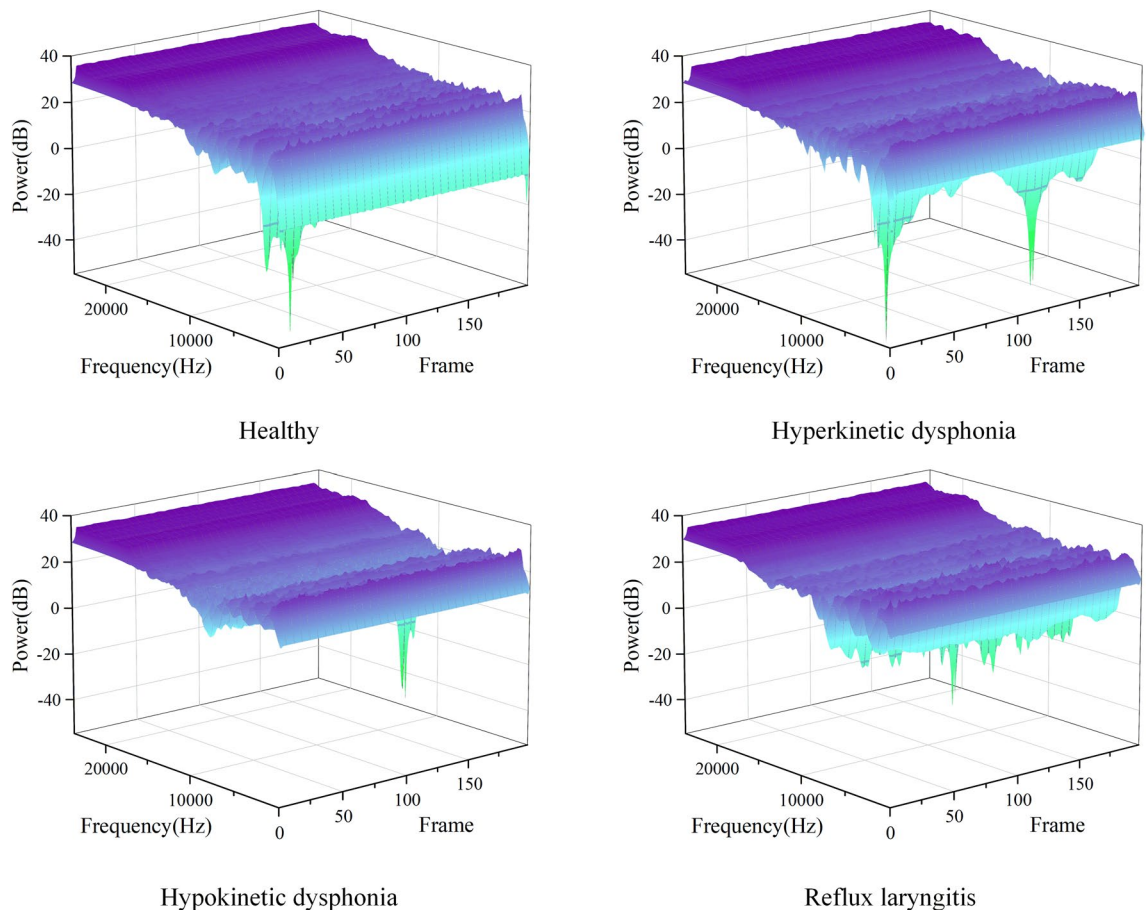 40
20
0
-20
-40
Power(dB)
20000
10000
0
Frequency(Hz)
50
100
150
Frame
Healthy
40
20
0
-20
-40
Power(dB)
20000
10000
0
Frequency(Hz)
50
100
150
Frame
Hyperkinetic dysphonia
40
20
0
-20
-40
Power(dB)
20000
10000
0
Frequency(Hz)
50
100
150
Frame
Hypokinetic dysphonia
40
20
0
-20
-40
Power(dB)
20000
10000
0
Frequency(Hz)
50
100
150
Frame
Reflux laryngitis